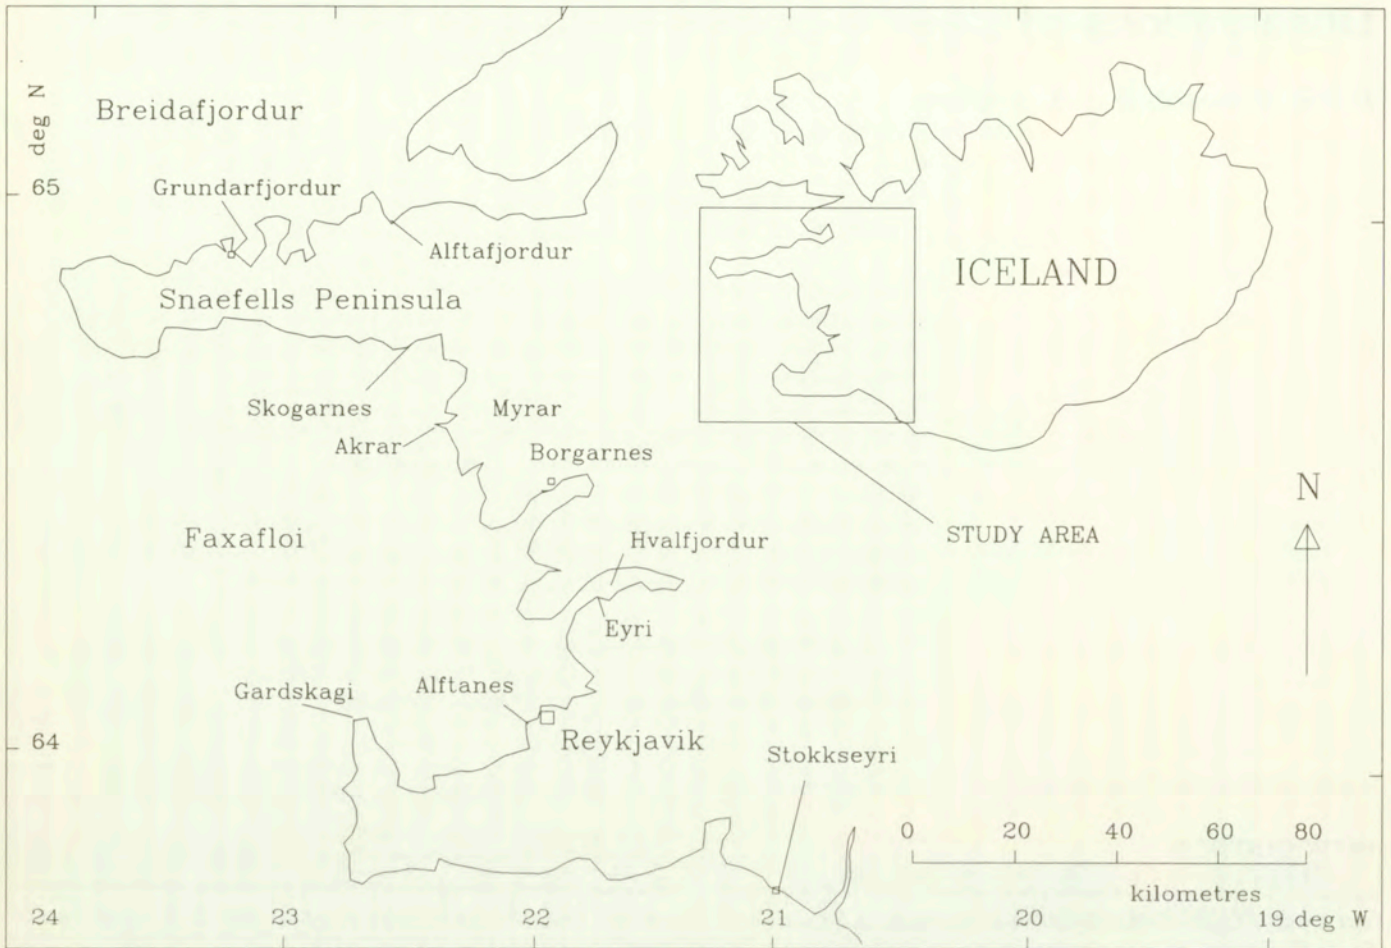 deg N
Breidafjordur
65
Grundarfjordur
Alftafjordur
Snaefells Peninsula
ICELAND
Skogarnes
Myrar
Akrar
Borgarnes
N
Faxafloi
Hvalfjordur
STUDY AREA
Eyri
Gardskagi
Alftanes
64
Reykjavik
Stokkseyri
0 20 40 60 80
kilometres
24 23 22 21 20 19 deg W